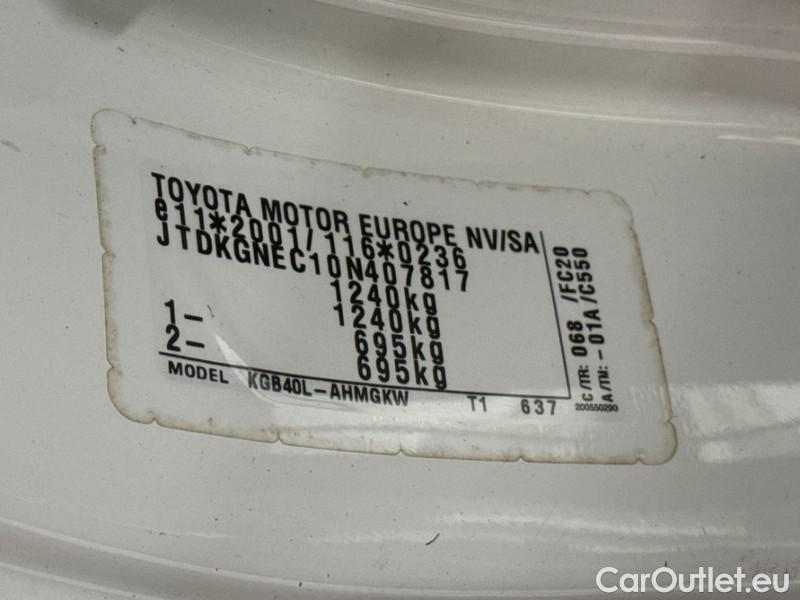 TOYOTA MOTOR EUROPE NV/SA
e11*2001/116*0236
JTDKGNEC10N407817
1240kg
1240kg
1- 695kg
2- 695kg
MODEL KGB40L-AHMGKW T1 637
C/TR: 068 /FC20
A/TM: -01A /C550
200550290
CarOutlet.eu